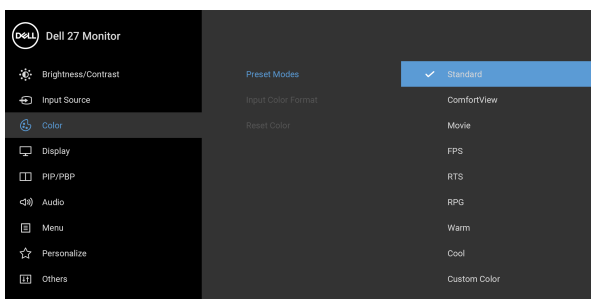 DELL Dell 27 Monitor
Brightness/Contrast Preset Modes Standard
Input Source Input Color Format ComfortView
Color Reset Color Movie
Display FPS
PIP/PBP RTS
Audio RPG
Menu Warm
Personalize Cool
Others Custom Color